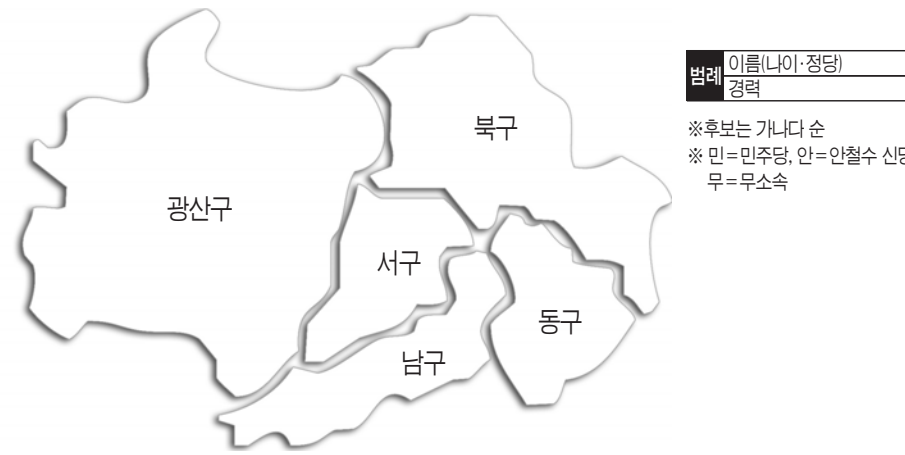 범례
이름(나이·정당)
경력
※후보는 가나다 순
※ 민=민주당, 안=안철수 신당
무=무소속
북구
광산구
서구
동구
남구